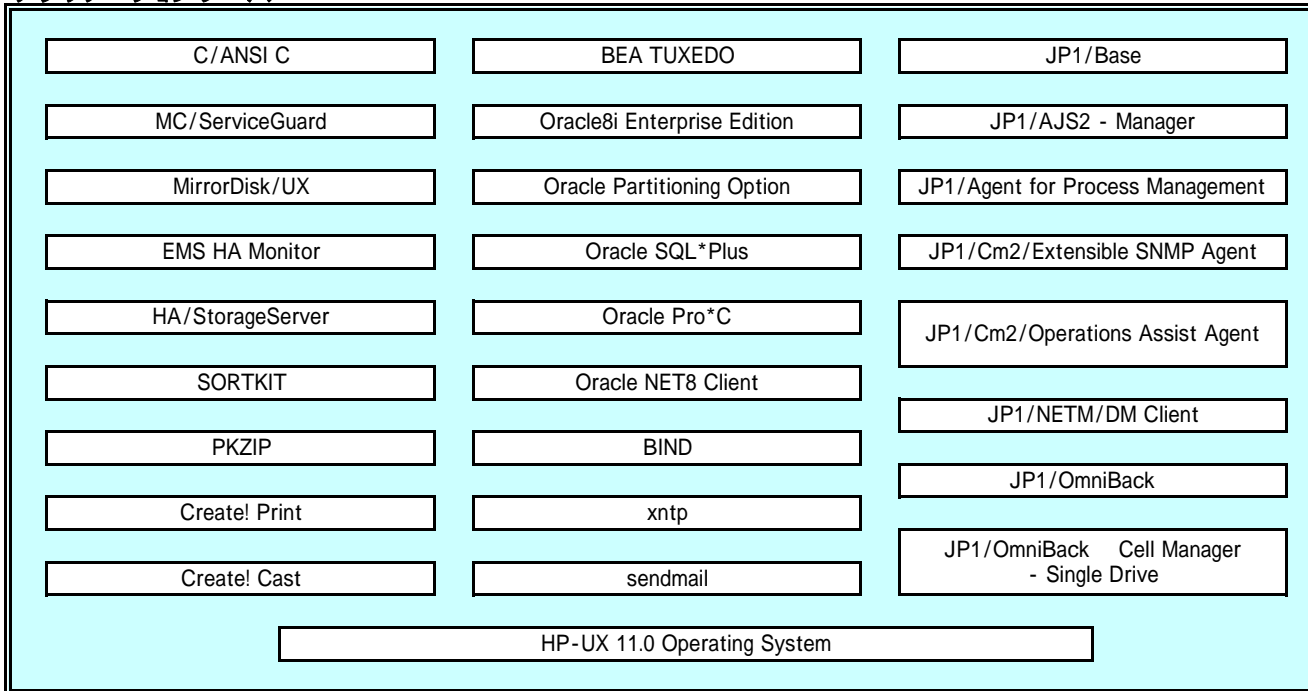 C/ANSI C
MC/ServiceGuard
MirrorDisk/UX
EMS HA Monitor
HA/StorageServer
SORTKIT
PKZIP
Create! Print
Create! Cast
BEA TUXEDO
Oracle8i Enterprise Edition
Oracle Partitioning Option
Oracle SQL*Plus
Oracle Pro*C
Oracle NET8 Client
BIND
xntp
sendmail
JP1/Base
JP1/AJS2 - Manager
JP1/Agent for Process Management
JP1/Cm2/Extensible SNMP Agent
JP1/Cm2/Operations Assist Agent
JP1/NETM/DM Client
JP1/OmniBack
JP1/OmniBack Cell Manager
- Single Drive
HP-UX 11.0 Operating System